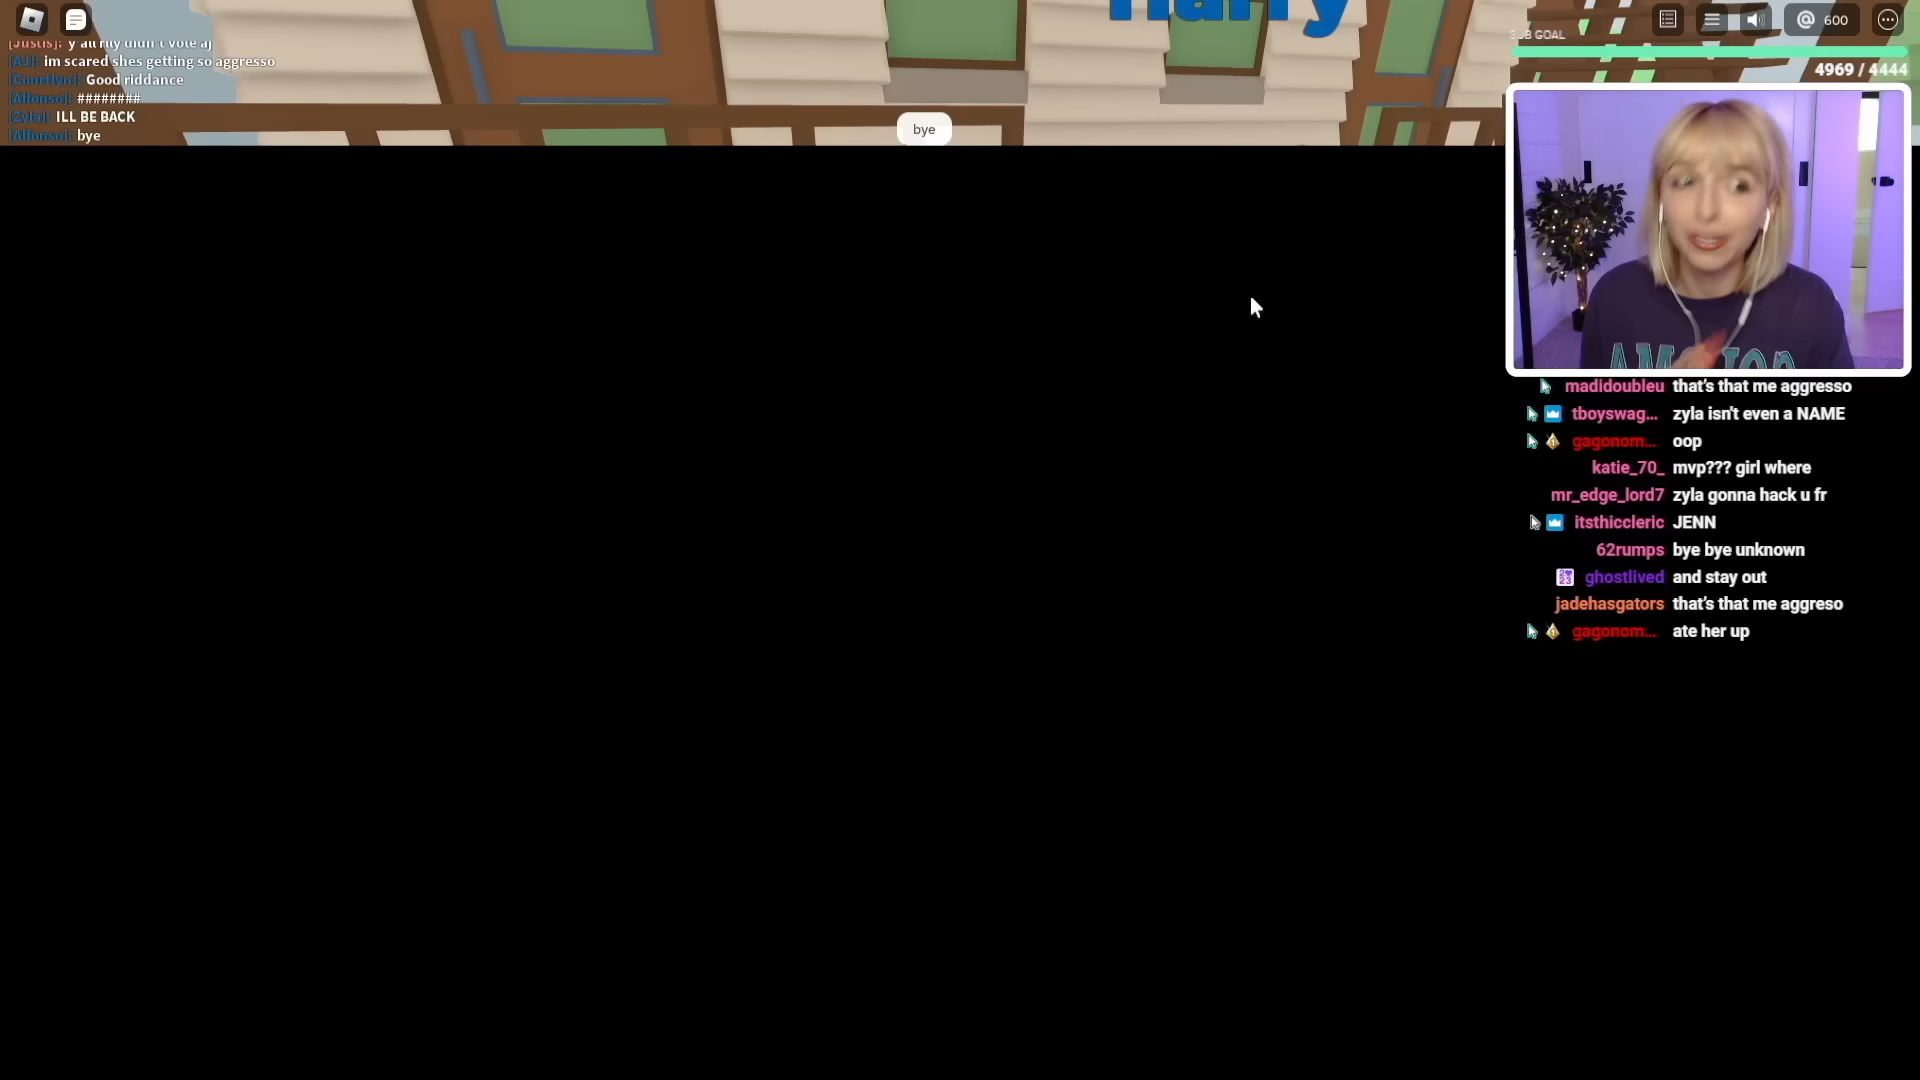 Harry
600
SUB GOAL
4969 / 4444
[Justis]: y'all rlly didn't vote aj
[AJ]: im scared shes getting so aggresso
[Courtlyn]: Good riddance
[Alfonso]: ########
[Zyla]: ILL BE BACK
[Alfonso]: bye
bye
madidoubleu that's that me aggresso
tboyswag... zyla isn't even a NAME
gagonom... oop
katie_70_ mvp??? girl where
mr_edge_lord7 zyla gonna hack u fr
itsthiccleric JENN
62rumps bye bye unknown
ghostlived and stay out
jadehasgators that's that me aggreso
gagonom... ate her up